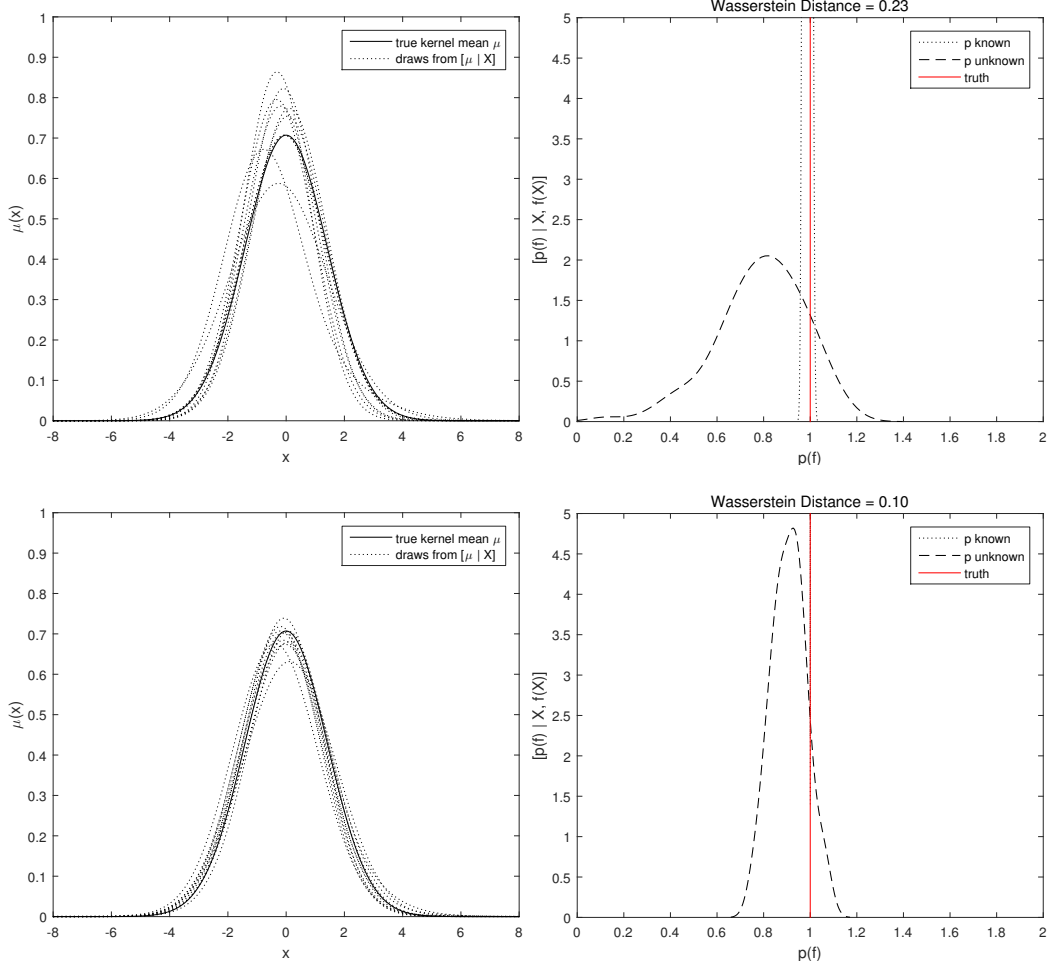 1
0.9
0.8
0.7
0.6
0.5
0.4
0.3
0.2
0.1
0
μ(x)
true kernel mean μ
draws from [μ | X]
-8 -6 -4 -2 0 2 4 6 8
x
Wasserstein Distance = 0.23
5
4.5
4
3.5
3
2.5
2
1.5
1
0.5
0
[p(f) | X, f(X)]
p known
p unknown
truth
0 0.2 0.4 0.6 0.8 1 1.2 1.4 1.6 1.8 2
p(f)
1
0.9
0.8
0.7
0.6
0.5
0.4
0.3
0.2
0.1
0
μ(x)
true kernel mean μ
draws from [μ | X]
-8 -6 -4 -2 0 2 4 6 8
x
Wasserstein Distance = 0.10
5
4.5
4
3.5
3
2.5
2
1.5
1
0.5
0
[p(f) | X, f(X)]
p known
p unknown
truth
0 0.2 0.4 0.6 0.8 1 1.2 1.4 1.6 1.8 2
p(f)